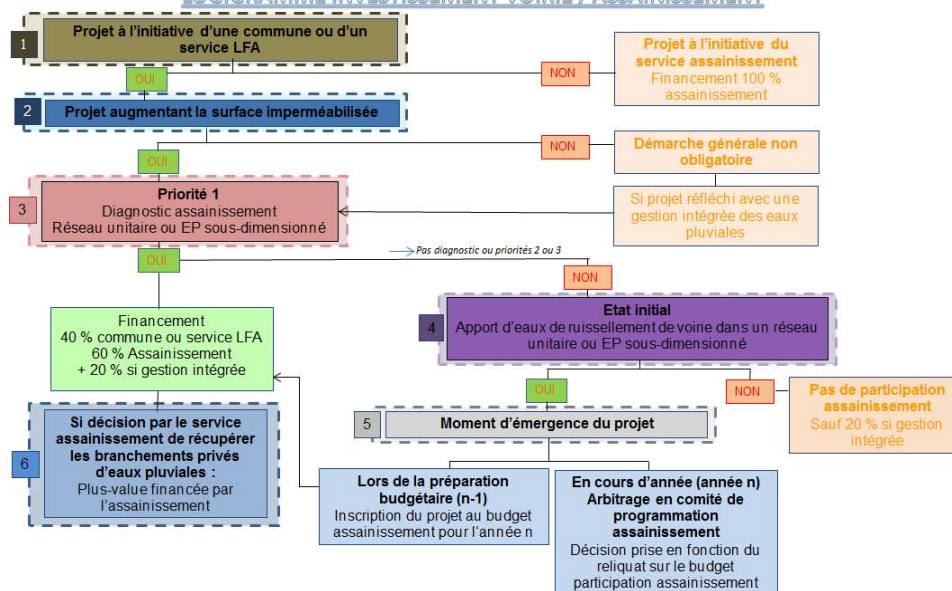 LOGIGRAMME INVESTISSEMENT VOIRIE / ASSAINISSEMENT
1
Projet à l'initiative d'une commune ou d'un
service LFA
OUI
NON
Projet à l'initiative du
service assainissement
Financement 100 %
assainissement
2
Projet augmentant la surface imperméabilisée
OUI
NON
Démarche générale non
obligatoire
Si projet réfléchi avec une
gestion intégrée des eaux
pluviales
3
Priorité 1
Diagnostic assainissement
Réseau unitaire ou EP sous-dimensionné
OUI
Pas diagnostic ou priorités 2 ou 3
NON
Financement
40 % commune ou service LFA
60 % Assainissement
+ 20 % si gestion intégrée
4
Etat initial
Apport d'eaux de ruissellement de voirie dans un réseau
unitaire ou EP sous-dimensionné
OUI
NON
Pas de participation
assainissement
Sauf 20 % si gestion
intégrée
5
Moment d'émergence du projet
6
Si décision par le service
assainissement de récupérer
les branchements privés
d'eaux pluviales :
Plus-value financée par
l'assainissement
Lors de la préparation
budgétaire (n-1)
Inscription du projet au budget
assainissement pour l'année n
En cours d'année (année n)
Arbitrage en comité de
programmation
assainissement
Décision prise en fonction du
reliquat sur le budget
participation assainissement